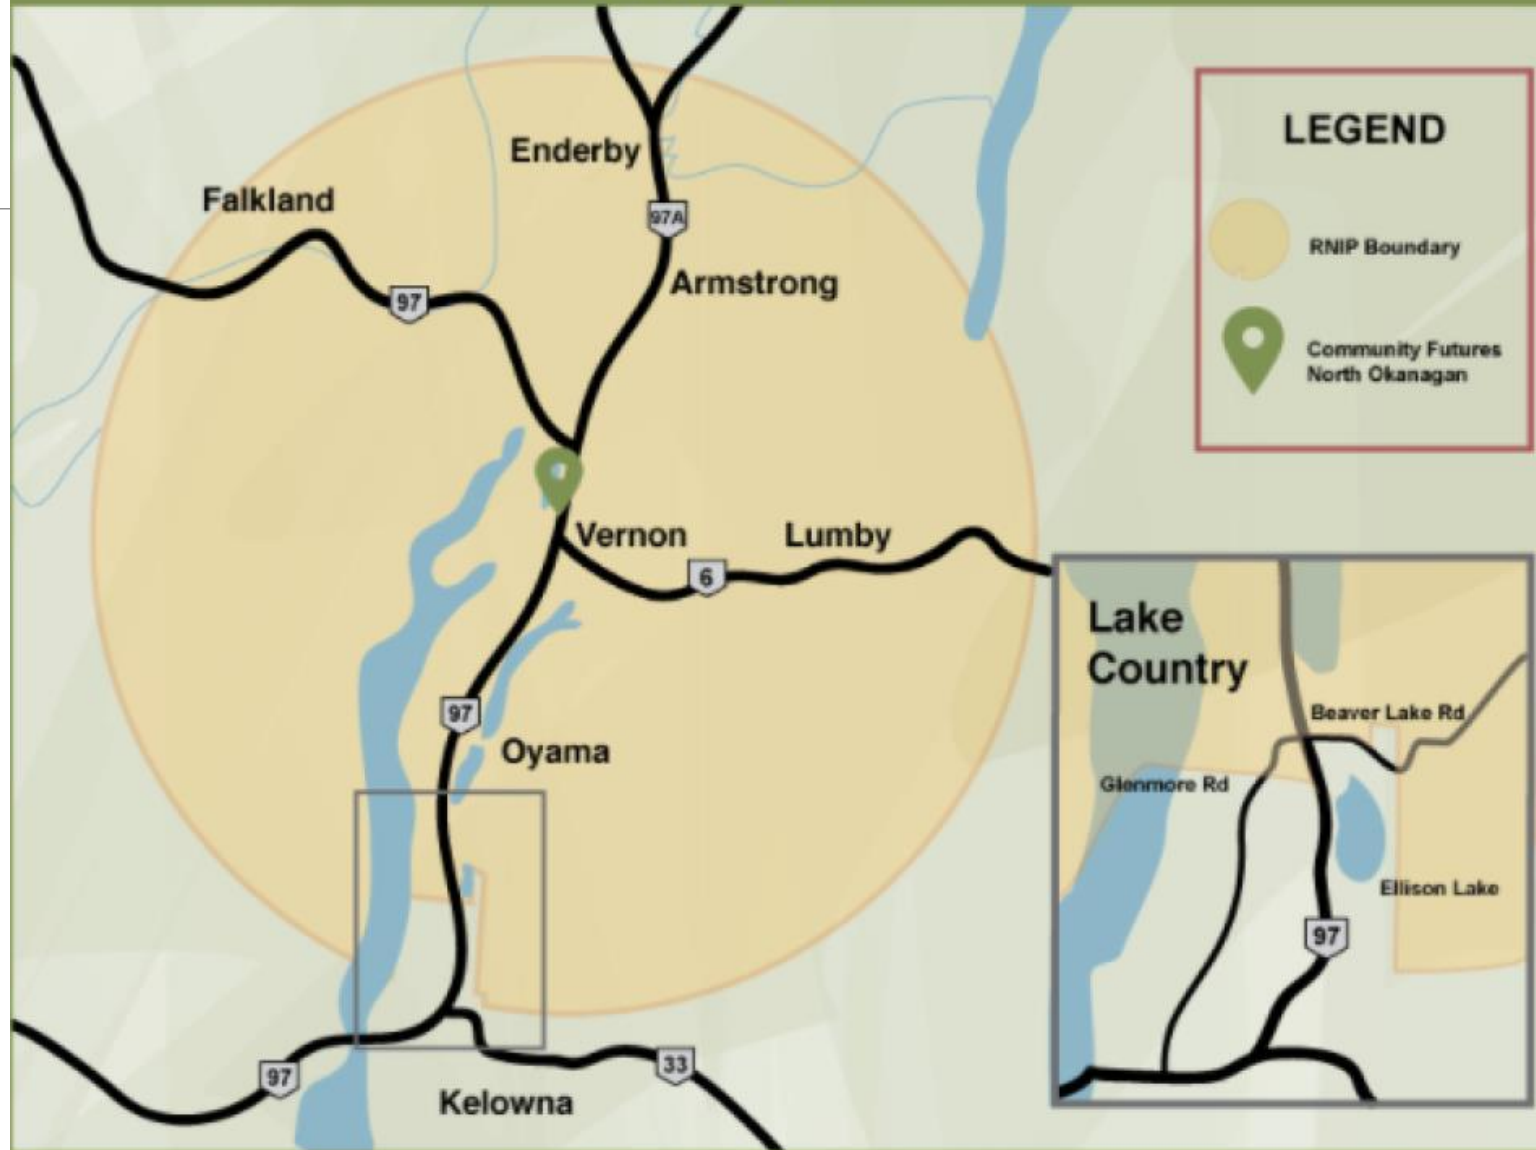 Enderby
Falkland
97A
Armstrong
97
Vernon
Lumby
6
97
Oyama
97
33
Kelowna
LEGEND
RNIP Boundary
Community Futures
North Okanagan
Lake
Country
Beaver Lake Rd
Glenmore Rd
Ellison Lake
97